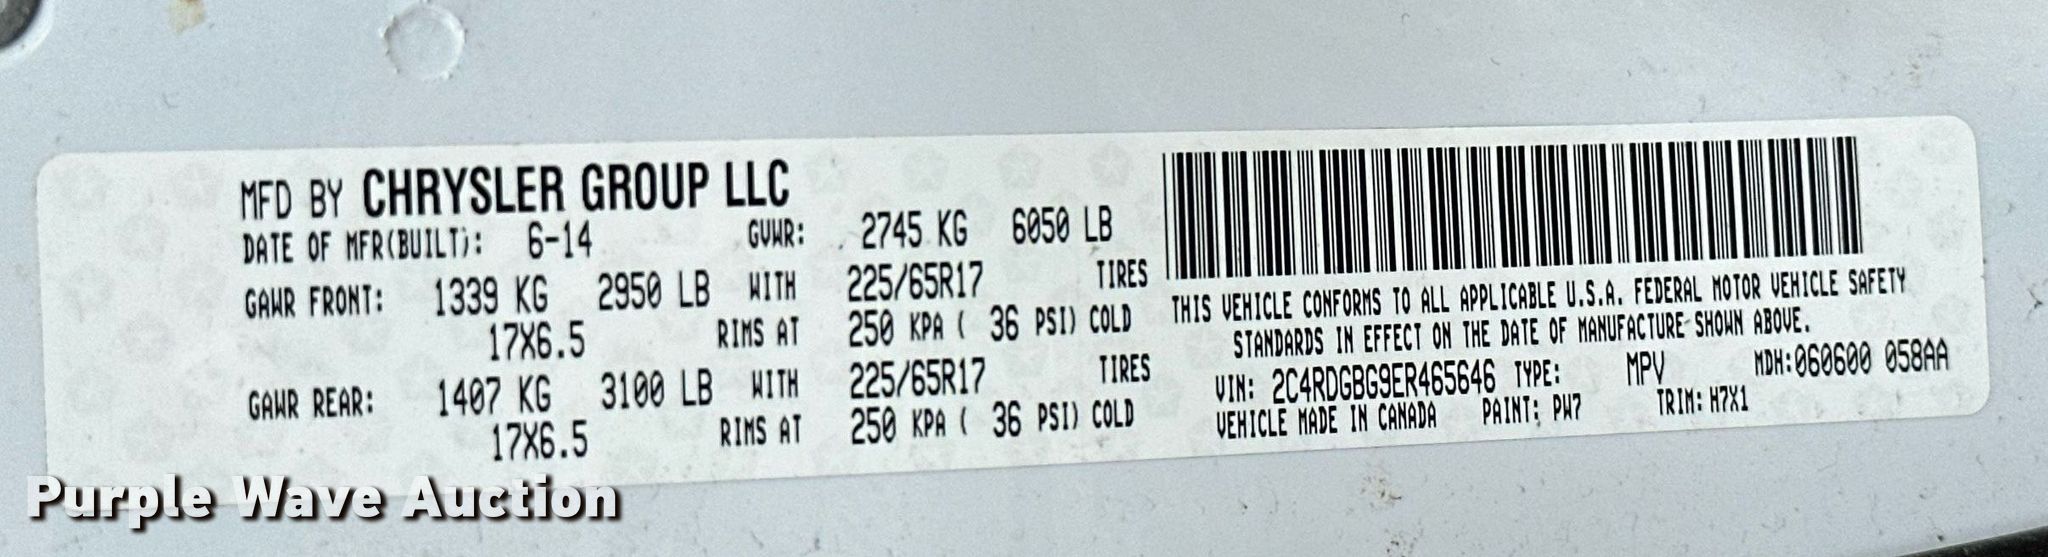 MFD BY CHRYSLER GROUP LLC
DATE OF MFR(BUILT): 6-14 GVWR: 2745 KG 6050 LB
GAWR FRONT: 1339 KG 2950 LB WITH 225/65R17 TIRES
17X6.5 RIMS AT 250 KPA ( 36 PSI) COLD
GAWR REAR: 1407 KG 3100 LB WITH 225/65R17 TIRES
17X6.5 RIMS AT 250 KPA ( 36 PSI) COLD
THIS VEHICLE CONFORMS TO ALL APPLICABLE U.S.A. FEDERAL MOTOR VEHICLE SAFETY
STANDARDS IN EFFECT ON THE DATE OF MANUFACTURE SHOWN ABOVE.
VIN: 2C4RDGBG9ER465646 TYPE: MPV MDH:060600 058AA
VEHICLE MADE IN CANADA PAINT: PW7 TRIM: H7X1
Purple Wave Auction